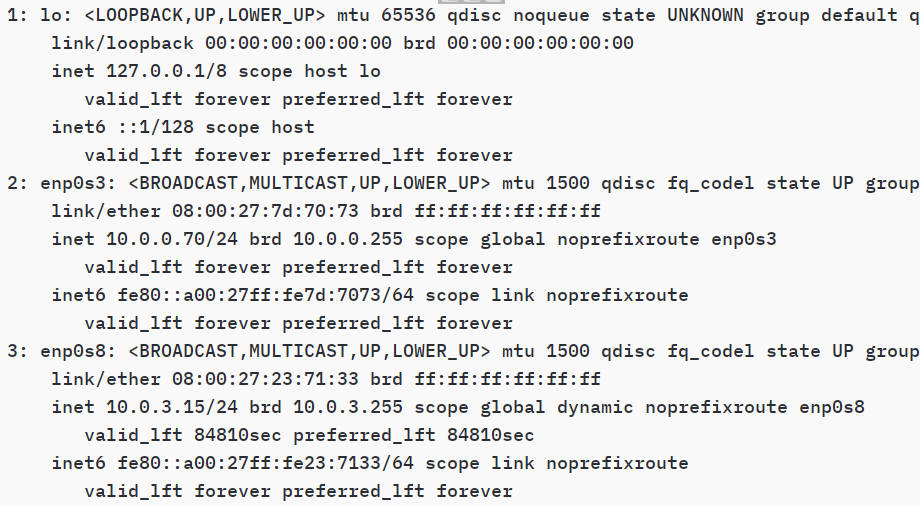 1: lo: <LOOPBACK,UP,LOWER_UP> mtu 65536 qdisc noqueue state UNKNOWN group default q
link/loopback 00:00:00:00:00:00 brd 00:00:00:00:00:00
inet 127.0.0.1/8 scope host lo
valid_lft forever preferred_lft forever
inet6 ::1/128 scope host
valid_lft forever preferred_lft forever
2: enp0s3: <BROADCAST,MULTICAST,UP,LOWER_UP> mtu 1500 qdisc fq_codel state UP group
link/ether 08:00:27:7d:70:73 brd ff:ff:ff:ff:ff:ff
inet 10.0.0.70/24 brd 10.0.0.255 scope global noprefixroute enp0s3
valid_lft forever preferred_lft forever
inet6 fe80::a00:27ff:fe7d:7073/64 scope link noprefixroute
valid_lft forever preferred_lft forever
3: enp0s8: <BROADCAST,MULTICAST,UP,LOWER_UP> mtu 1500 qdisc fq_codel state UP group
link/ether 08:00:27:23:71:33 brd ff:ff:ff:ff:ff:ff
inet 10.0.3.15/24 brd 10.0.3.255 scope global dynamic noprefixroute enp0s8
valid_lft 84810sec preferred_lft 84810sec
inet6 fe80::a00:27ff:fe23:7133/64 scope link noprefixroute
valid_lft forever preferred_lft forever